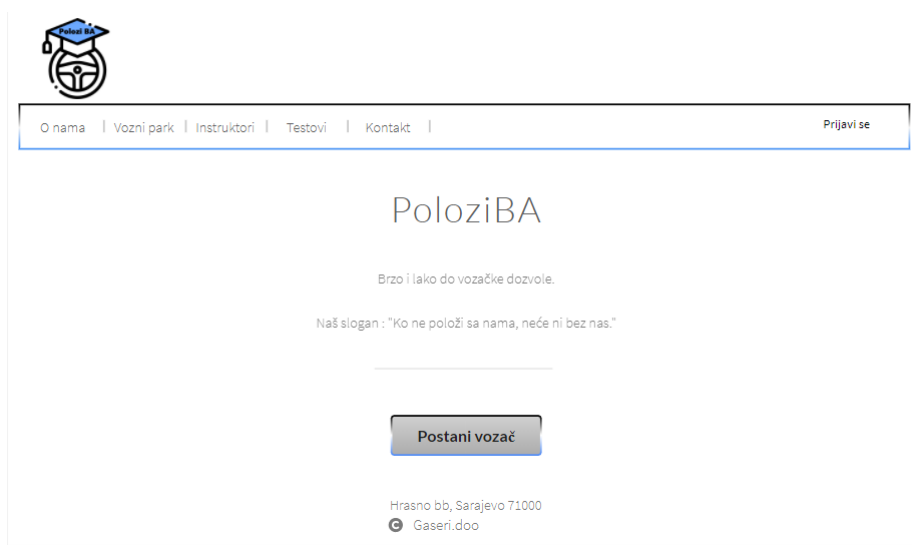 Polozi BA
O nama | Vozni park | Instruktori | Testovi | Kontakt | Prijavi se
PoloziBA
Brzo i lako do vozačke dozvole.
Naš slogan : "Ko ne položi sa nama, neće ni bez nas."
Postani vozač
Hrasno bb, Sarajevo 71000
Gaseri.doo